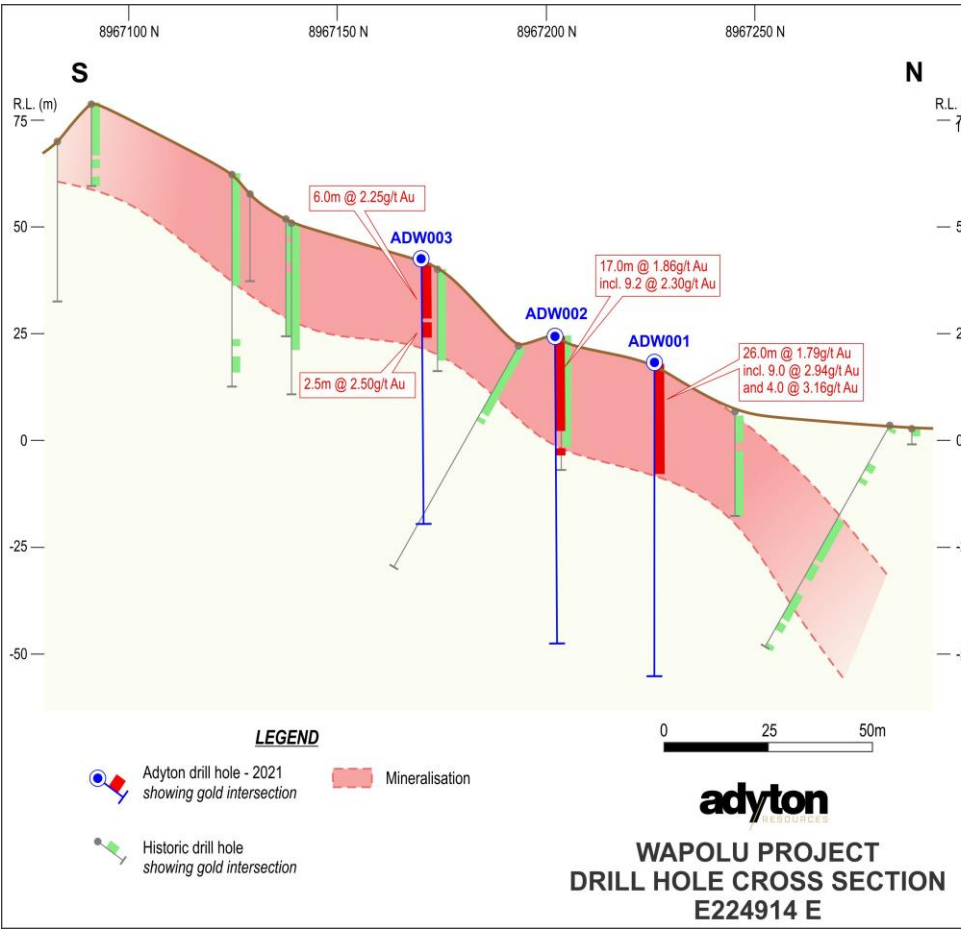 8967100 N
8967150 N
8967200 N
8967250 N
S
N
R.L. (m)
R.L.
75
50
25
0
-25
-50
6.0m @ 2.25g/t Au
ADW003
2.5m @ 2.50g/t Au
17.0m @ 1.86g/t Au
incl. 9.2 @ 2.30g/t Au
ADW002
ADW001
26.0m @ 1.79g/t Au
incl. 9.0 @ 2.94g/t Au
and 4.0 @ 3.16g/t Au
LEGEND
Adyton drill hole - 2021
showing gold intersection
Mineralisation
Historic drill hole
showing gold intersection
0 25 50m
adyton
RESOURCES
WAPOLU PROJECT
DRILL HOLE CROSS SECTION
E224914 E